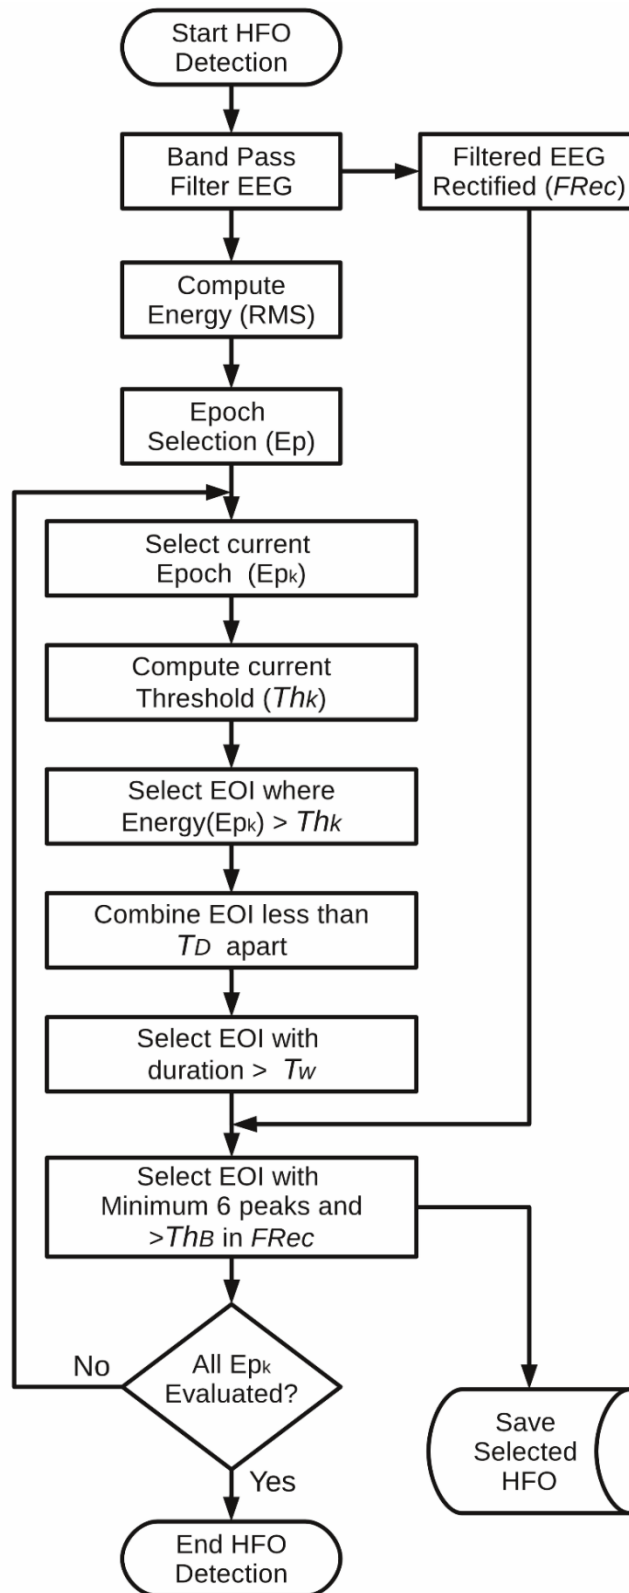 Start HFO
Detection
Band Pass
Filter EEG
Filtered EEG
Rectified (FRec)
Compute
Energy (RMS)
Epoch
Selection (Ep)
Select current
Epoch (Epk)
Compute current
Threshold (Thk)
Select EOI where
Energy(Epk) > Thk
Combine EOI less than
TD apart
Select EOI with
duration > Tw
Select EOI with
Minimum 6 peaks and
>ThB in FRec
No
All Epk
Evaluated?
Save
Selected
HFO
Yes
End HFO
Detection